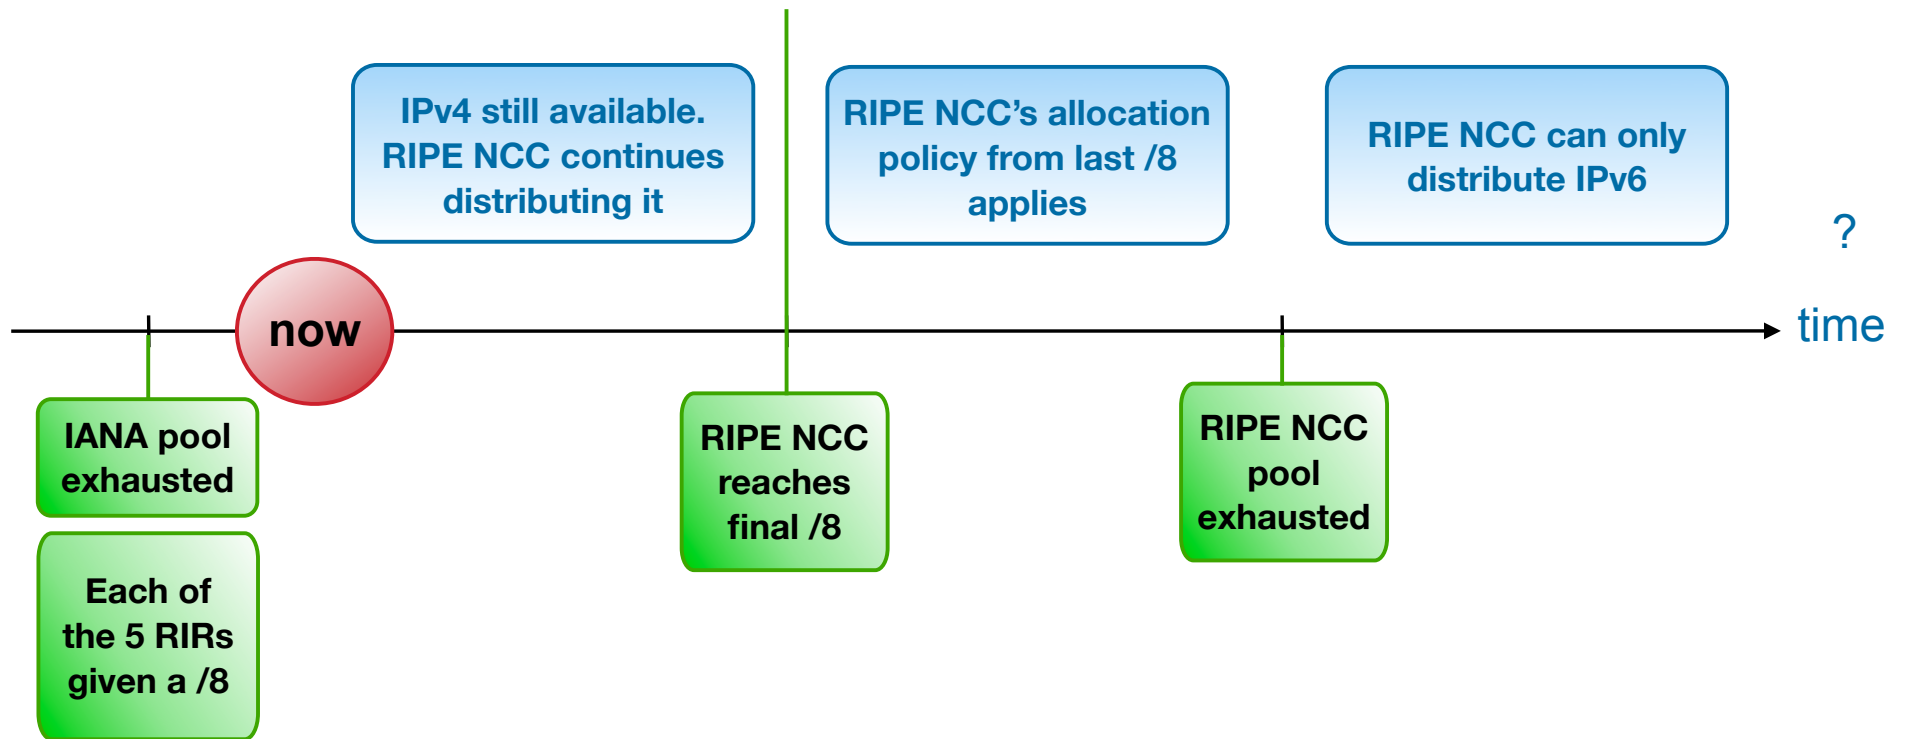 IPv4 still available.
RIPE NCC continues
distributing it
RIPE NCC’s allocation
policy from last /8
applies
RIPE NCC can only
distribute IPv6
?
now
time
IANA pool
exhausted
Each of
the 5 RIRs
given a /8
RIPE NCC
reaches
final /8
RIPE NCC
pool
exhausted